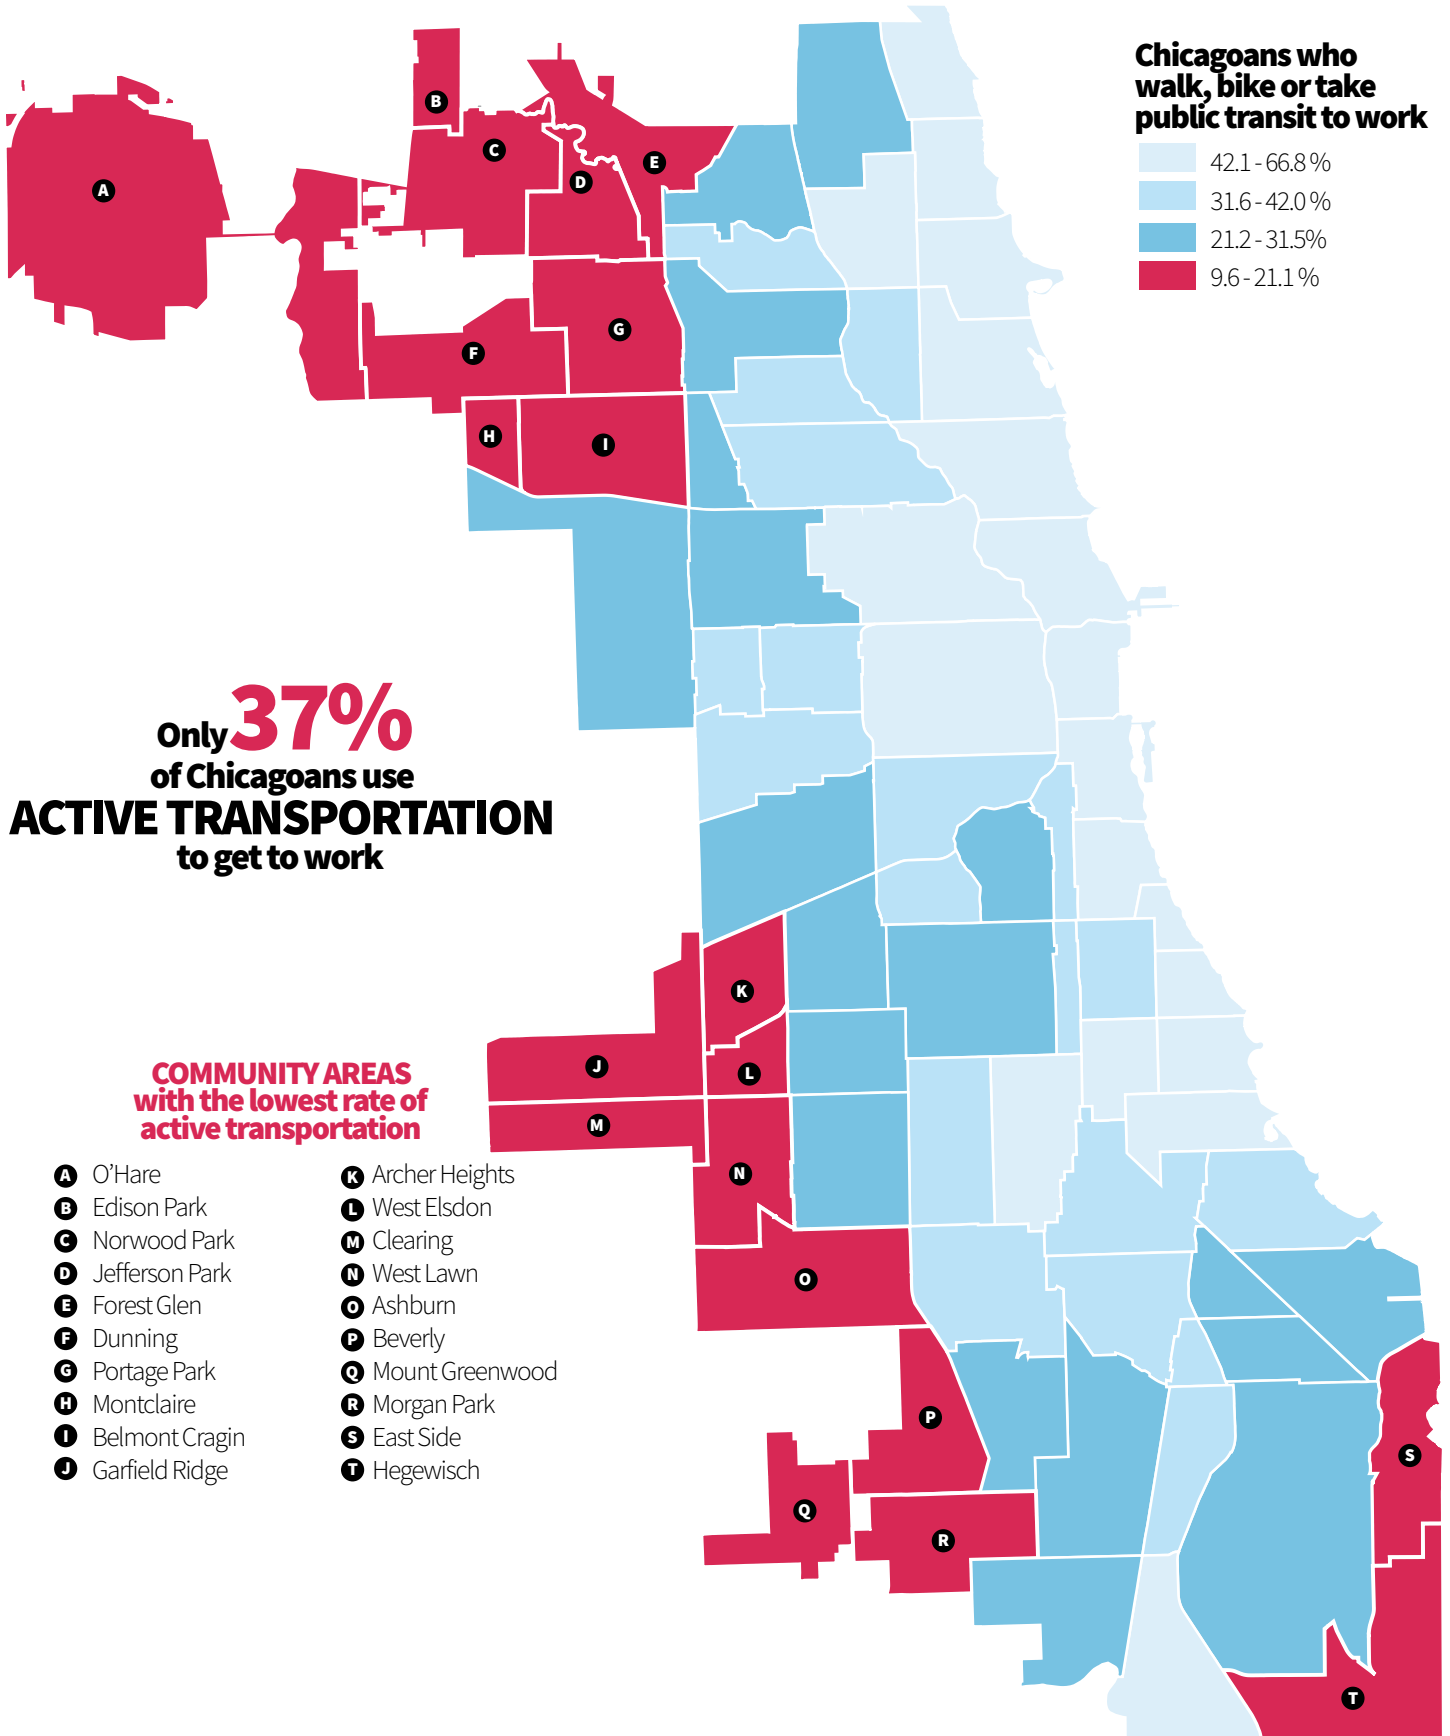 Chicagoans who
walk, bike or take
public transit to work
42.1 - 66.8 %
31.6 - 42.0 %
21.2 - 31.5%
9.6 - 21.1 %
A
B
C
D
E
F
G
H
I
Only 37%
of Chicagoans use
ACTIVE TRANSPORTATION
to get to work
K
J
L
M
N
O
P
Q
R
S
T
COMMUNITY AREAS
with the lowest rate of
active transportation
A O’Hare
B Edison Park
C Norwood Park
D Jefferson Park
E Forest Glen
F Dunning
G Portage Park
H Montclaire
I Belmont Cragin
J Garfield Ridge
K Archer Heights
L West Elsdon
M Clearing
N West Lawn
O Ashburn
P Beverly
Q Mount Greenwood
R Morgan Park
S East Side
T Hegewisch